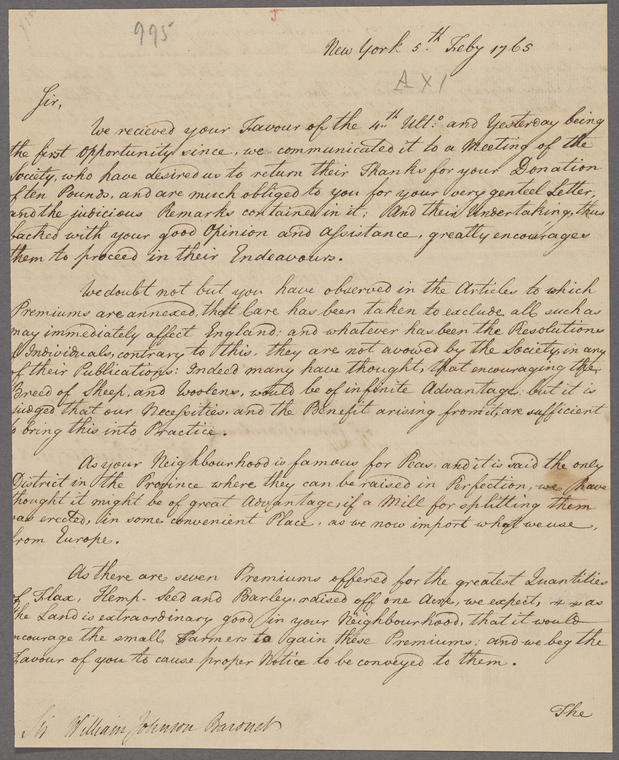 995
New York 5.th Feby 1765
A X 1
Sir,
We recieved your Favour of the 4.th Ult.o and Yesterday being
the first Opportunity since, we communicated it to a Meeting of the
Society, who have desired us to return their Thanks for your Donation
of ten Pounds, and are much obliged to you for your very genteel Letter,
and the judicious Remarks contained in it; And their Undertaking, thus
backed with your good Opinion and Assistance, greatly encourages
them to proceed in their Endeavours.
We doubt not but you have observed in the Articles to which
Premiums are annexed, that Care has been taken to exclude all such as
may immediately affect England; and whatever has been the Resolutions
of Individuals, contrary to this, they are not avowed by the Society, in any
of their Publications: Indeed many have thought, that encouraging the
Breed of Sheep, and Woolens, would be of infinite Advantage, but it is
judged that our Necessities, and the Benefit arising from it, are sufficient
to bring this into Practice.
As your Neighbourhood is famous for Peas, and it is said the only
District in the Province where they can be raised in Perfection, we have
thought it might be of great Advantage, if a Mill for splitting them
was erected, in some convenient Place, as we now import what we use,
from Europe.
As there are seven Premiums offered for the greatest Quantities
of Flax, Hemp-Seed and Barley, raised off one Acre, we expect, as
the Land is extraordinary good in your Neighbourhood, that it would
encourage the small Farmers to gain these Premiums: and we beg the
Favour of you to cause proper Notice to be conveyed to them.
The
Sir William Johnson Baronet